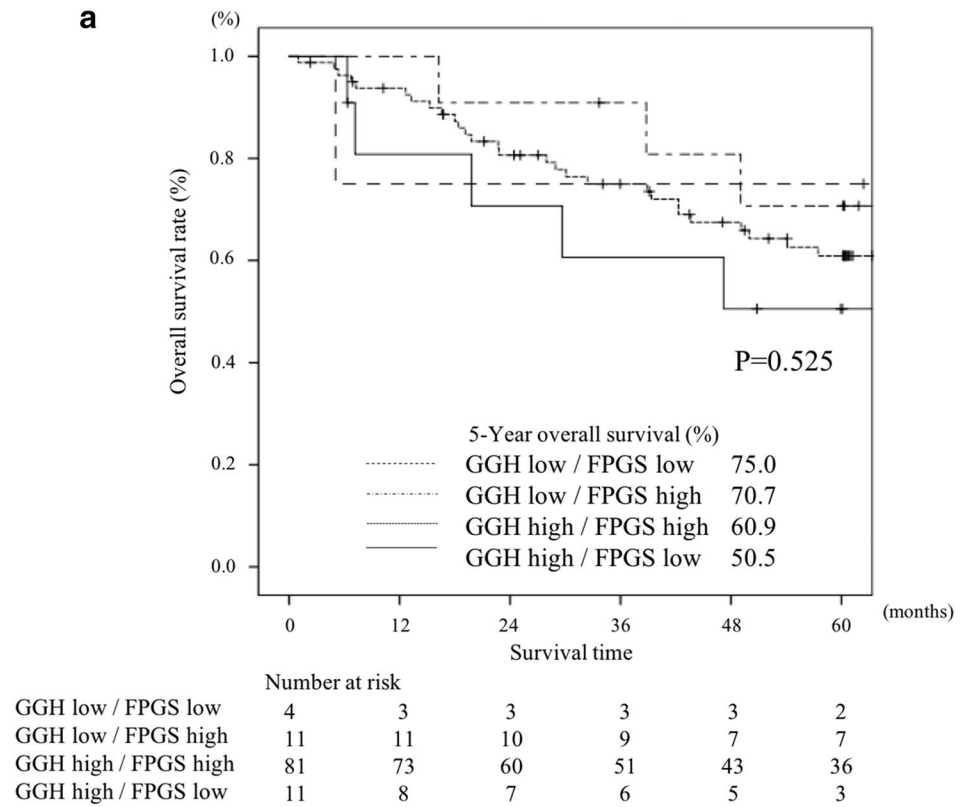 a
(%)
1.0
0.8
0.6
0.4
0.2
0.0
Overall survival rate (%)
P=0.525
5-Year overall survival (%)
GGH low / FPGS low 75.0
GGH low / FPGS high 70.7
GGH high / FPGS high 60.9
GGH high / FPGS low 50.5
0 12 24 36 48 60 (months)
Survival time
Number at risk
GGH low / FPGS low 4 3 3 3 3 2
GGH low / FPGS high 11 11 10 9 7 7
GGH high / FPGS high 81 73 60 51 43 36
GGH high / FPGS low 11 8 7 6 5 3